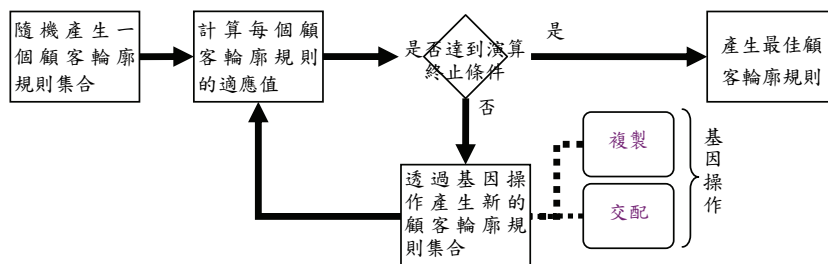 隨機產生一
個顧客輪廓
規則集合
計算每個顧
客輪廓規則
的適應值
是否達到演算
終止條件
是
產生最佳顧
客輪廓規則
否
透過基因操
作產生新的
顧客輪廓規
則集合
複製
交配
基因操作